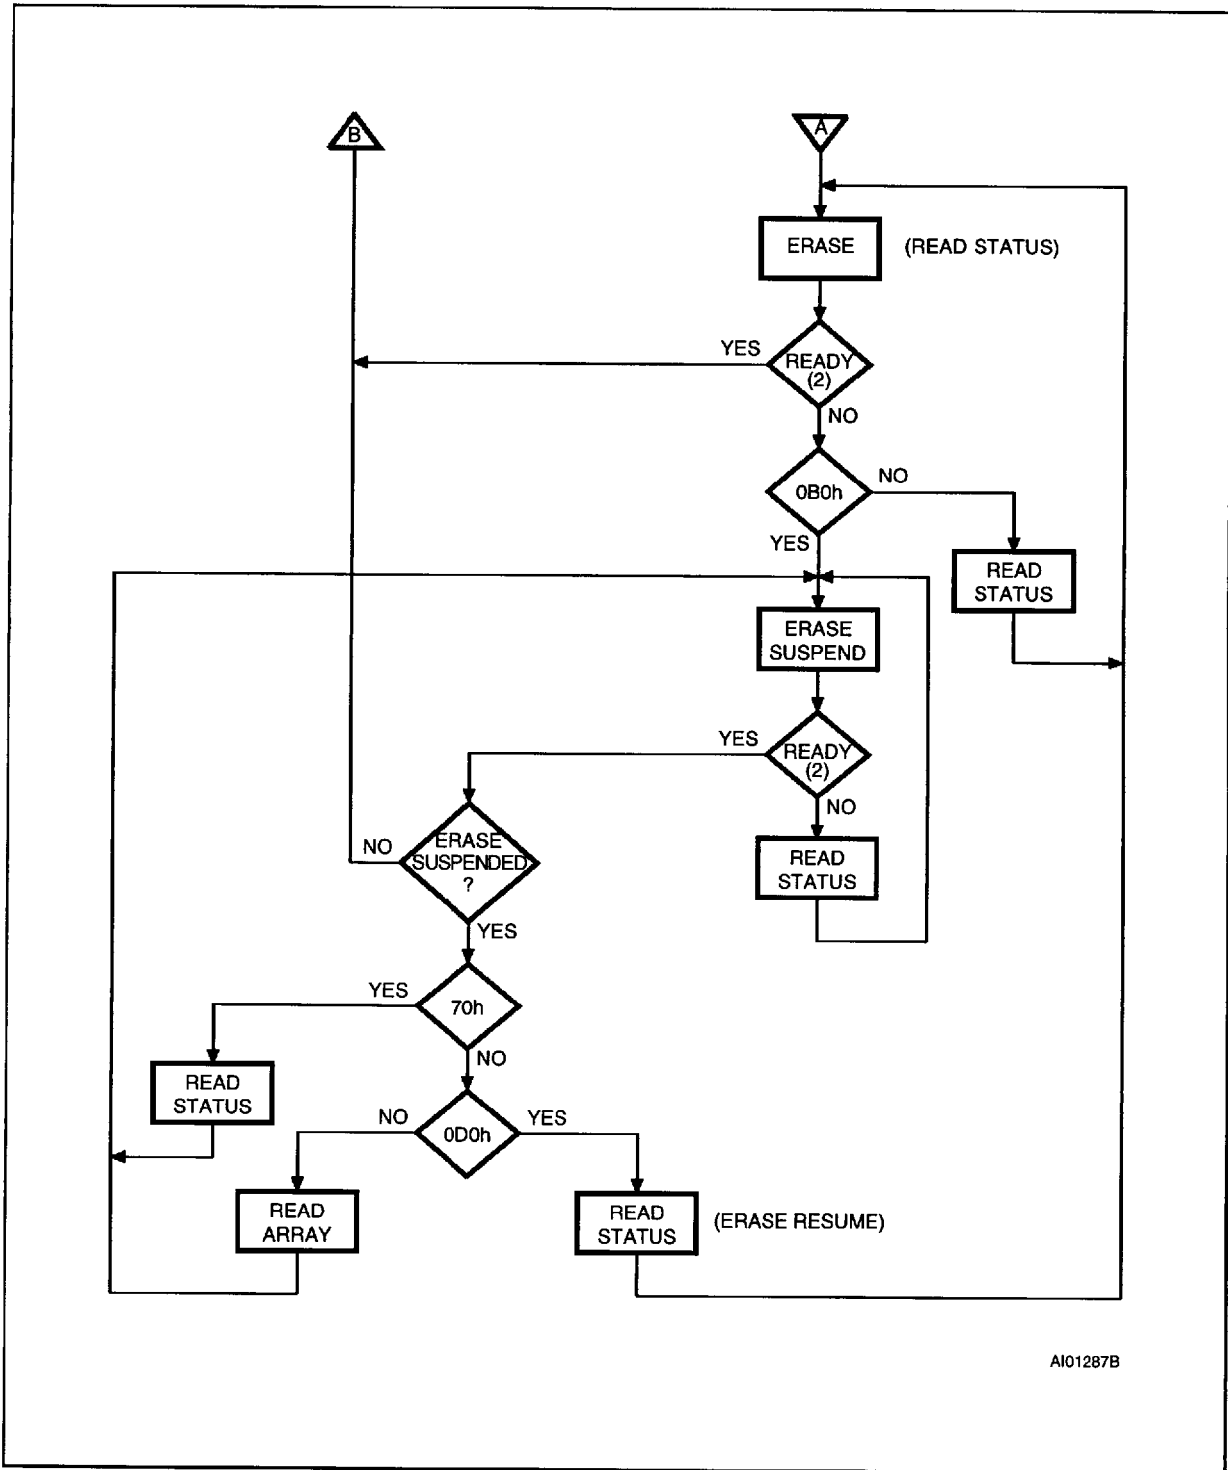 B
A
ERASE
(READ STATUS)
YES
READY
(2)
NO
0B0h
NO
YES
READ
STATUS
ERASE
SUSPEND
YES
READY
(2)
NO
ERASE
SUSPENDED
?
NO
READ
STATUS
YES
YES
70h
NO
READ
STATUS
NO
0D0h
YES
READ
ARRAY
READ
STATUS
(ERASE RESUME)
AI01287B